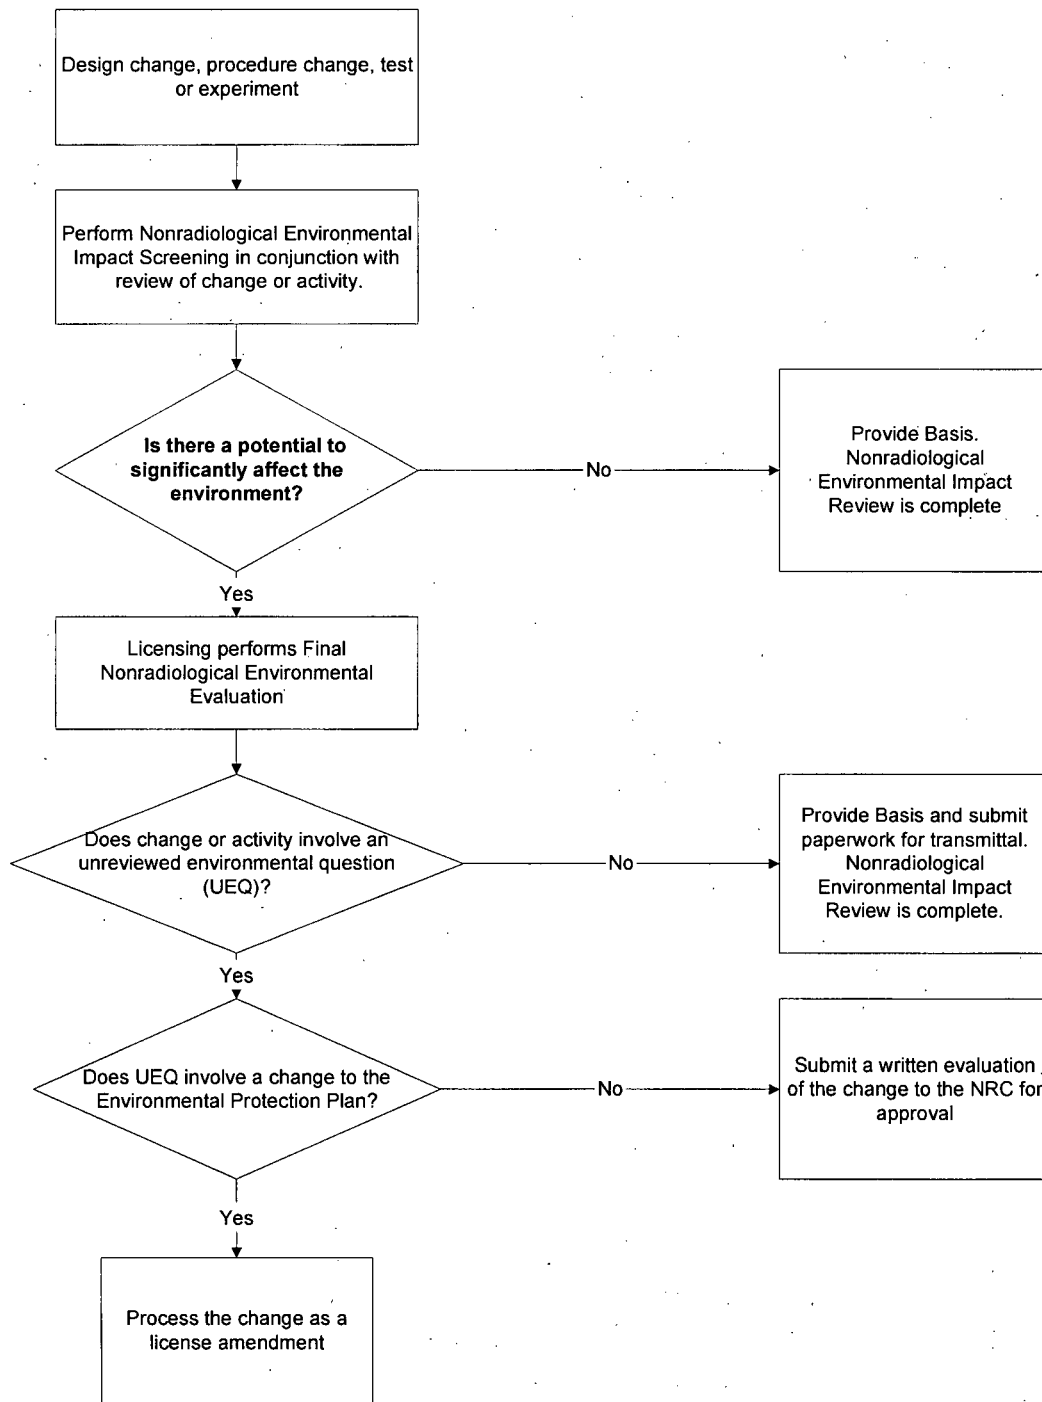 Design change, procedure change, test
or experiment
Perform Nonradiological Environmental
Impact Screening in conjunction with
review of change or activity.
Is there a potential to
significantly affect the
environment?
No
Provide Basis.
Nonradiological
Environmental Impact
Review is complete
Yes
Licensing performs Final
Nonradiological Environmental
Evaluation
Does change or activity involve an
unreviewed environmental question
(UEQ)?
No
Provide Basis and submit
paperwork for transmittal.
Nonradiological
Environmental Impact
Review is complete.
Yes
Does UEQ involve a change to the
Environmental Protection Plan?
No
Submit a written evaluation
of the change to the NRC for
approval
Yes
Process the change as a
license amendment